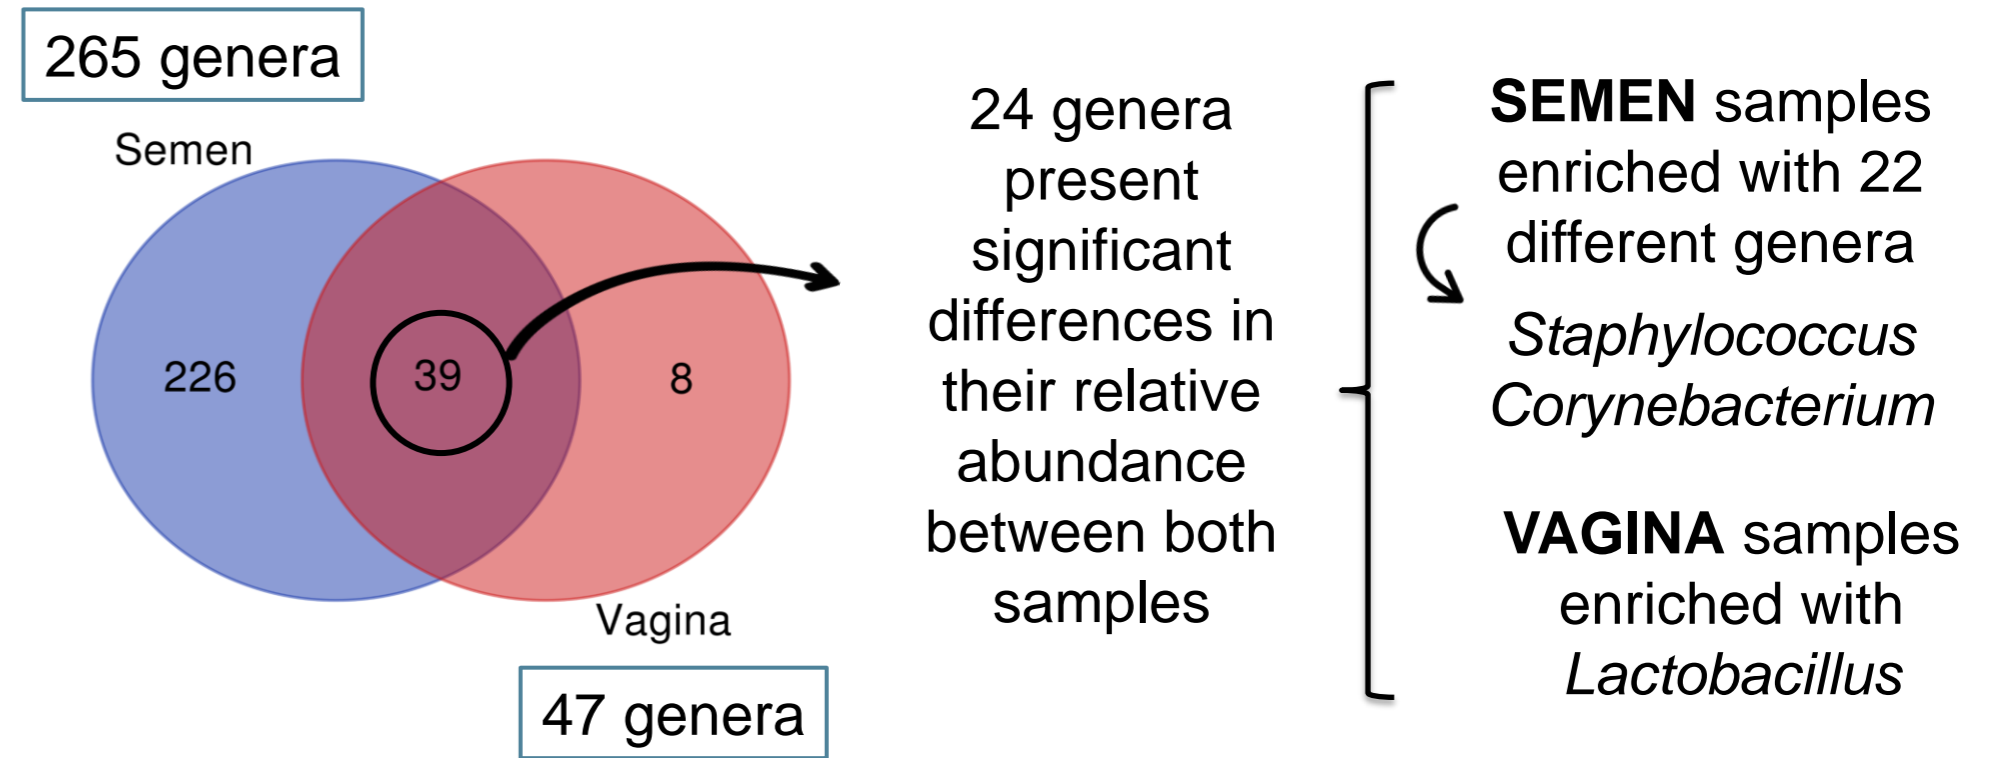 265 genera
Semen
226
39
8
Vagina
47 genera
24 genera
present
significant
differences in
their relative
abundance
between both
samples
SEMEN samples
enriched with 22
different genera
Staphylococcus
Corynebacterium
VAGINA samples
enriched with
Lactobacillus